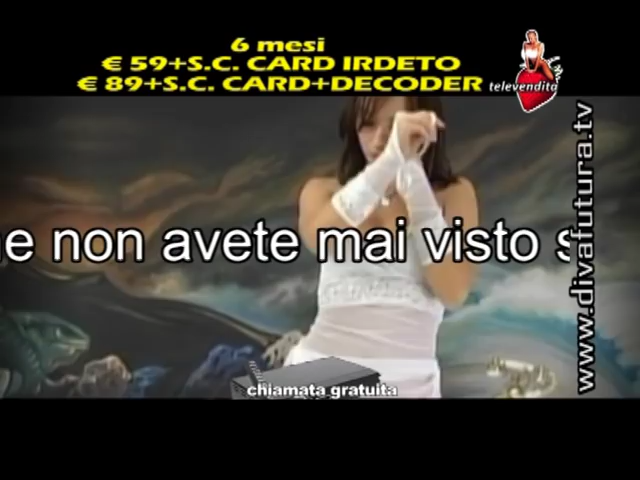 6 mesi
€ 59+S.C. CARD IRDETO
€ 89+S.C. CARD+DECODER
televendita
www.divafutura.tv
e non avete mai visto s
chiamata gratuita